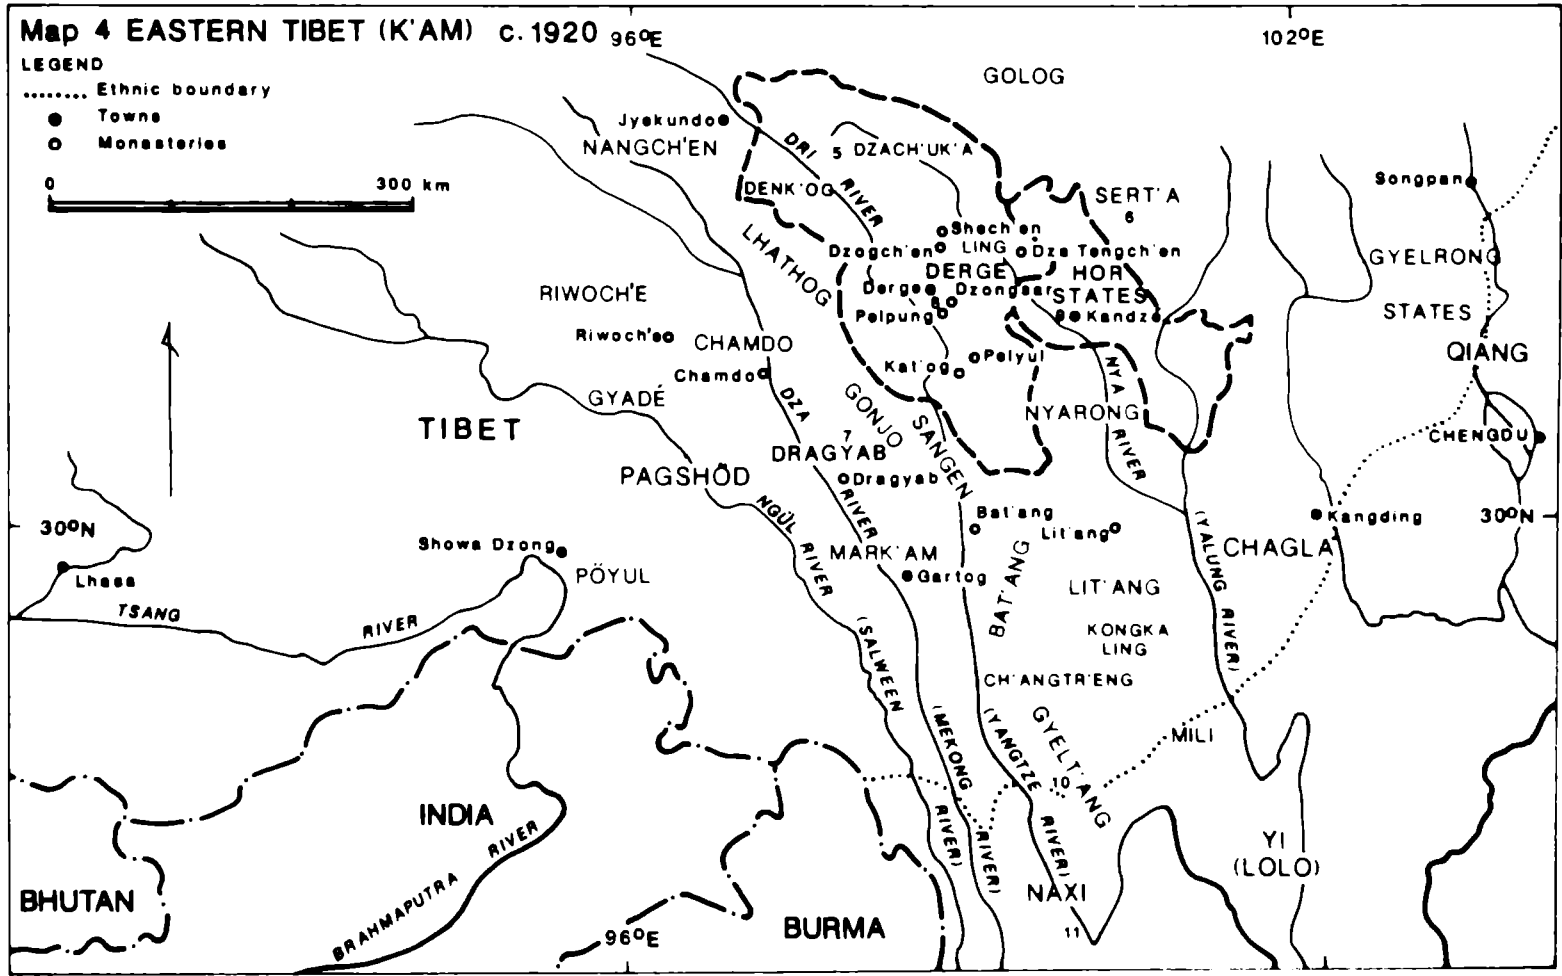 Map 4 EASTERN TIBET (K'AM) c. 1920
96°E
102°E
LEGEND
Ethnic boundary
Towns
Monasteries
0 300 km
GOLOG
Jyekundo
NANGCH'EN
DRI RIVER
5 DZACH'UK'A
DENK'OG
SERT'A
6
Songpan
LHATHOG
Shech'en
Dzogch'en
LING
Dza Tengch'en
GYELRONG
STATES
DERGE
HOR
STATES
Derge
Dzongsar
8
Pelpung
9
Kandze
RIWOCH'E
Riwoch'e
CHAMDO
Chamdo
Pelyul
Kat'og
QIANG
GYADÉ
DZA
RIVER
GONJO
SANGEN
NYARONG
NYA
RIVER
TIBET
7
DRAGYAB
Dragyab
CHENGDU
PAGSHÖD
NGÜL RIVER
Bat'ang
Lit'ang
Kangding
30°N
30°N
Showa Dzong
Lhasa
PÖYUL
MARK'AM
Gartog
BAT'ANG
LIT'ANG
CHAGLA
(YALUNG RIVER)
TSANG
RIVER
KONGKA
LING
(SALWEEN
RIVER)
CH'ANGTR'ENG
(MEKONG
RIVER)
(YANGTZE
RIVER)
GYELT'ANG
MILI
10
INDIA
BRAHMAPUTRA
RIVER
BHUTAN
BURMA
NAXI
11
YI
(LOLO)
96°E